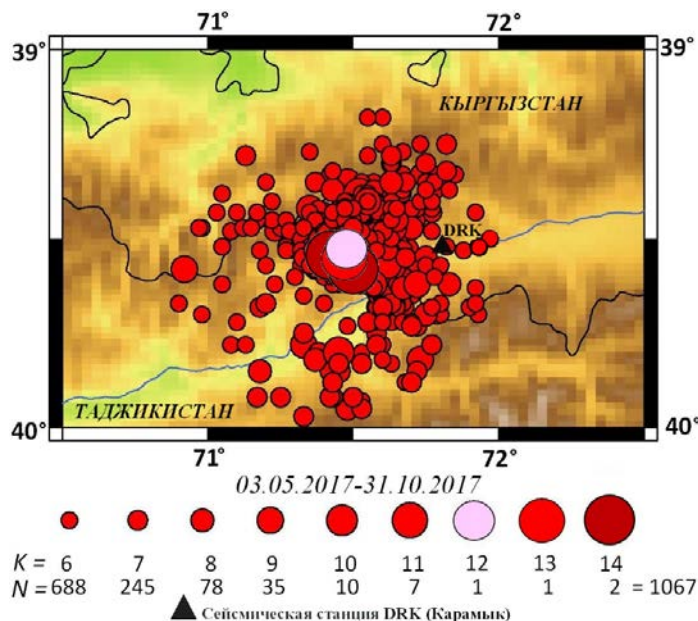 71° 72°
39° 39°
КЫРГЫЗСТАН
DRK
ТАДЖИКИСТАН
40° 40°
71° 72°
03.05.2017-31.10.2017
K = 6 7 8 9 10 11 12 13 14
N = 688 245 78 35 10 7 1 1 2 = 1067
Сейсмическая станция DRK (Карамык)